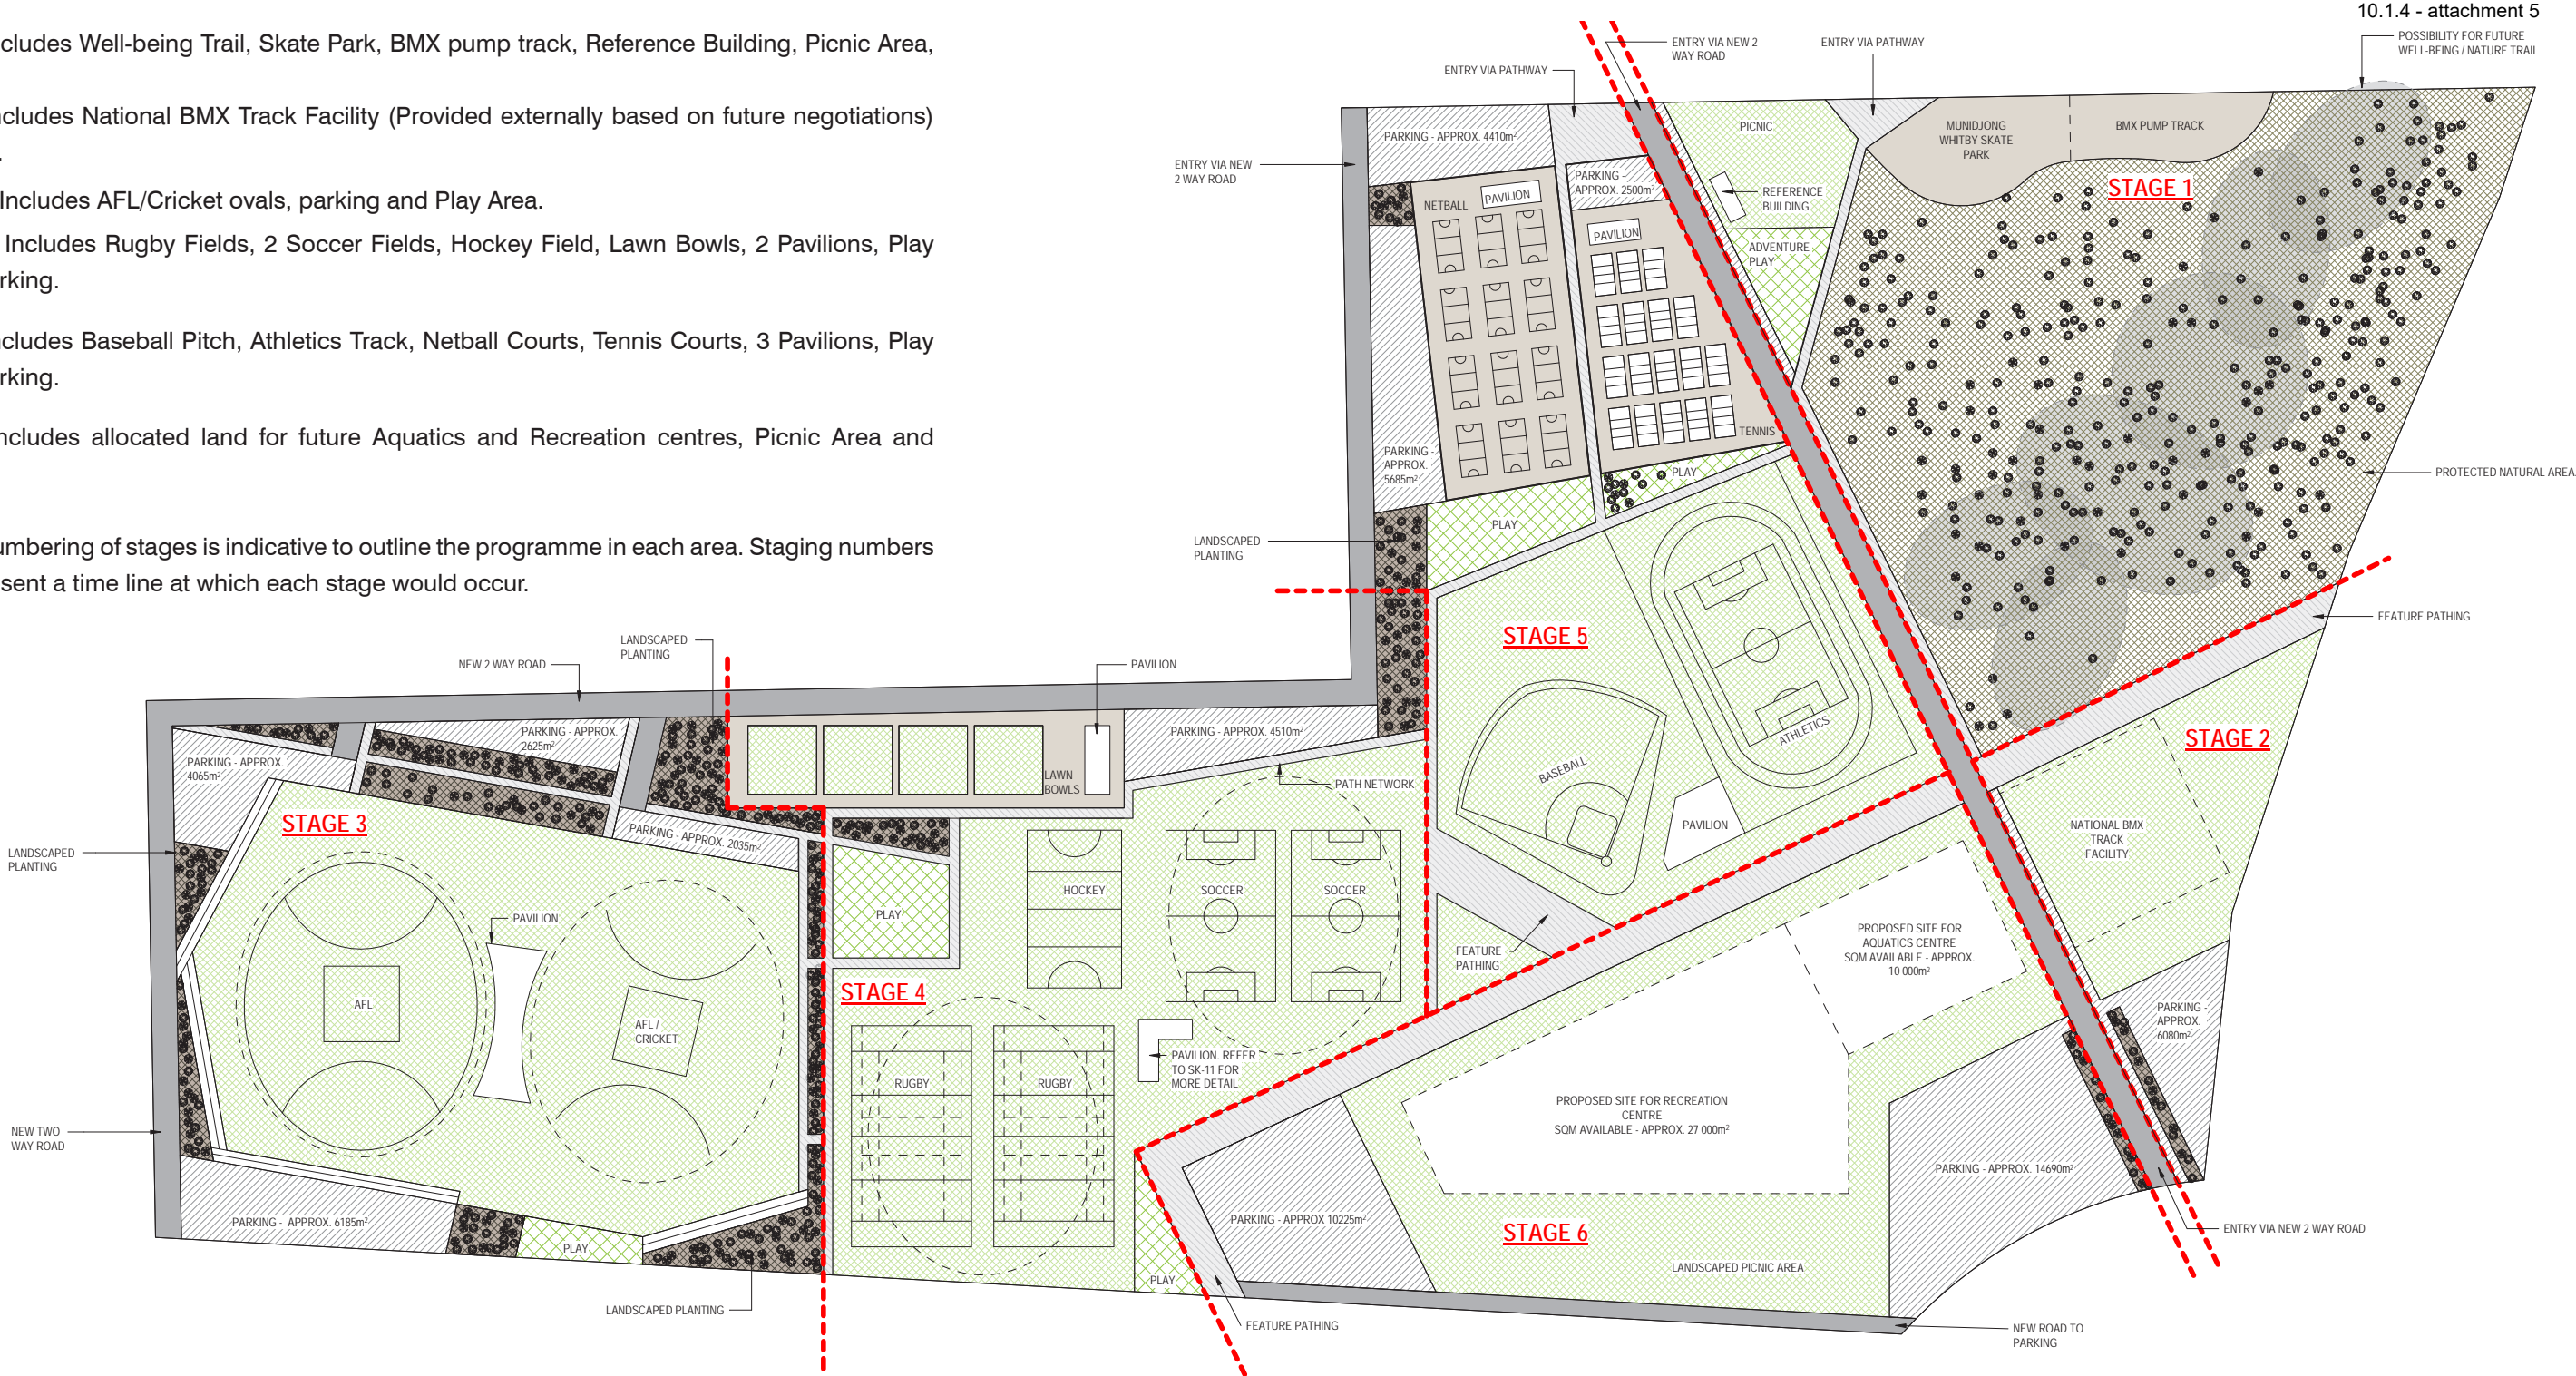 10.1.4 - attachment 5
cludes Well-being Trail, Skate Park, BMX pump track, Reference Building, Picnic Area,
cludes National BMX Track Facility (Provided externally based on future negotiations)
.
Includes AFL/Cricket ovals, parking and Play Area.
Includes Rugby Fields, 2 Soccer Fields, Hockey Field, Lawn Bowls, 2 Pavilions, Play
rking.
cludes Baseball Pitch, Athletics Track, Netball Courts, Tennis Courts, 3 Pavilions, Play
rking.
ncludes allocated land for future Aquatics and Recreation centres, Picnic Area and
umbering of stages is indicative to outline the programme in each area. Staging numbers
sent a time line at which each stage would occur.
ENTRY VIA NEW 2
WAY ROAD
ENTRY VIA PATHWAY
POSSIBILITY FOR FUTURE
WELL-BEING / NATURE TRAIL
ENTRY VIA PATHWAY
PARKING - APPROX. 4410m²
PICNIC
MUNIDJONG
WHITBY SKATE
PARK
BMX PUMP TRACK
ENTRY VIA NEW
2 WAY ROAD
PARKING -
APPROX. 2500m²
STAGE 1
REFERENCE
BUILDING
NETBALL
PAVILION
PAVILION
ADVENTURE
PLAY
TENNIS
PARKING -
APPROX.
5685m²
PLAY
PROTECTED NATURAL AREA
PLAY
LANDSCAPED
PLANTING
FEATURE PATHING
STAGE 5
LANDSCAPED
PLANTING
NEW 2 WAY ROAD
PAVILION
ATHLETICS
STAGE 2
PARKING - APPROX.
2625m²
PARKING - APPROX. 4510m²
PARKING - APPROX.
4065m²
BASEBALL
LAWN
BOWLS
PATH NETWORK
STAGE 3
PARKING - APPROX. 2035m²
PAVILION
NATIONAL BMX
TRACK
FACILITY
LANDSCAPED
PLANTING
HOCKEY
SOCCER
SOCCER
PAVILION
PLAY
PROPOSED SITE FOR
AQUATICS CENTRE
SQM AVAILABLE - APPROX.
10 000m²
FEATURE
PATHING
STAGE 4
AFL
AFL /
CRICKET
PARKING -
APPROX.
6080m²
PAVILION. REFER
TO SK-11 FOR
MORE DETAIL
RUGBY
RUGBY
PROPOSED SITE FOR RECREATION
CENTRE
SQM AVAILABLE - APPROX. 27 000m²
NEW TWO
WAY ROAD
PARKING - APPROX. 14690m²
PARKING - APPROX. 6185m²
PARKING - APPROX 10225m²
STAGE 6
ENTRY VIA NEW 2 WAY ROAD
PLAY
PLAY
LANDSCAPED PICNIC AREA
LANDSCAPED PLANTING
FEATURE PATHING
NEW ROAD TO
PARKING